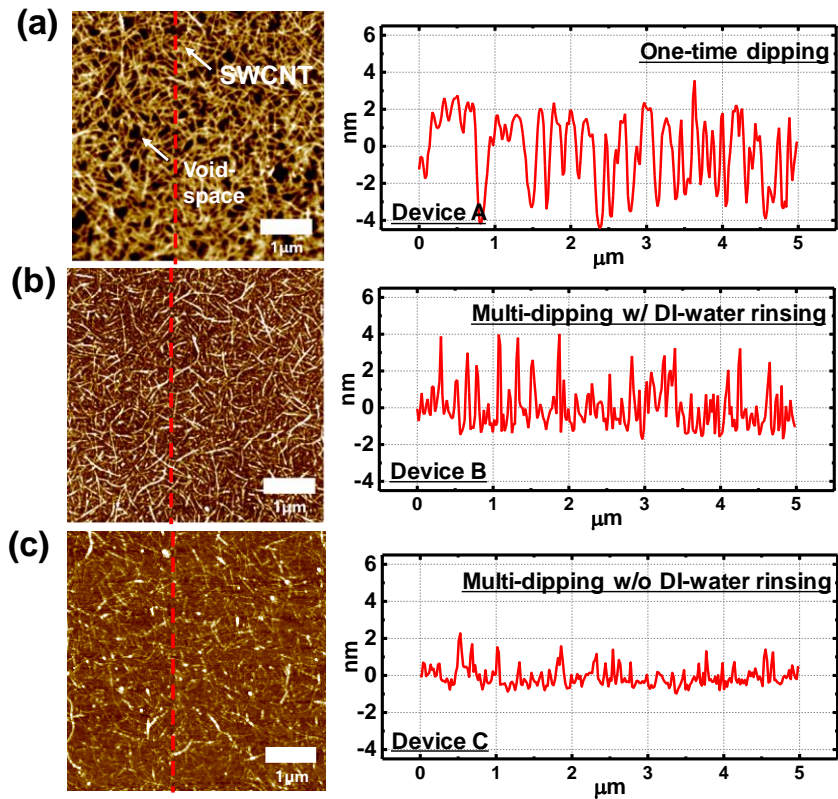 (a)
SWCNT
Void-
space
1μm
6
4
2
0
-2
-4
nm
One-time dipping
Device A
0
1
2
3
4
5
μm
(b)
1μm
6
4
2
0
-2
-4
nm
Multi-dipping w/ DI-water rinsing
Device B
0
1
2
3
4
5
μm
(c)
1μm
6
4
2
0
-2
-4
nm
Multi-dipping w/o DI-water rinsing
Device C
0
1
2
3
4
5
μm